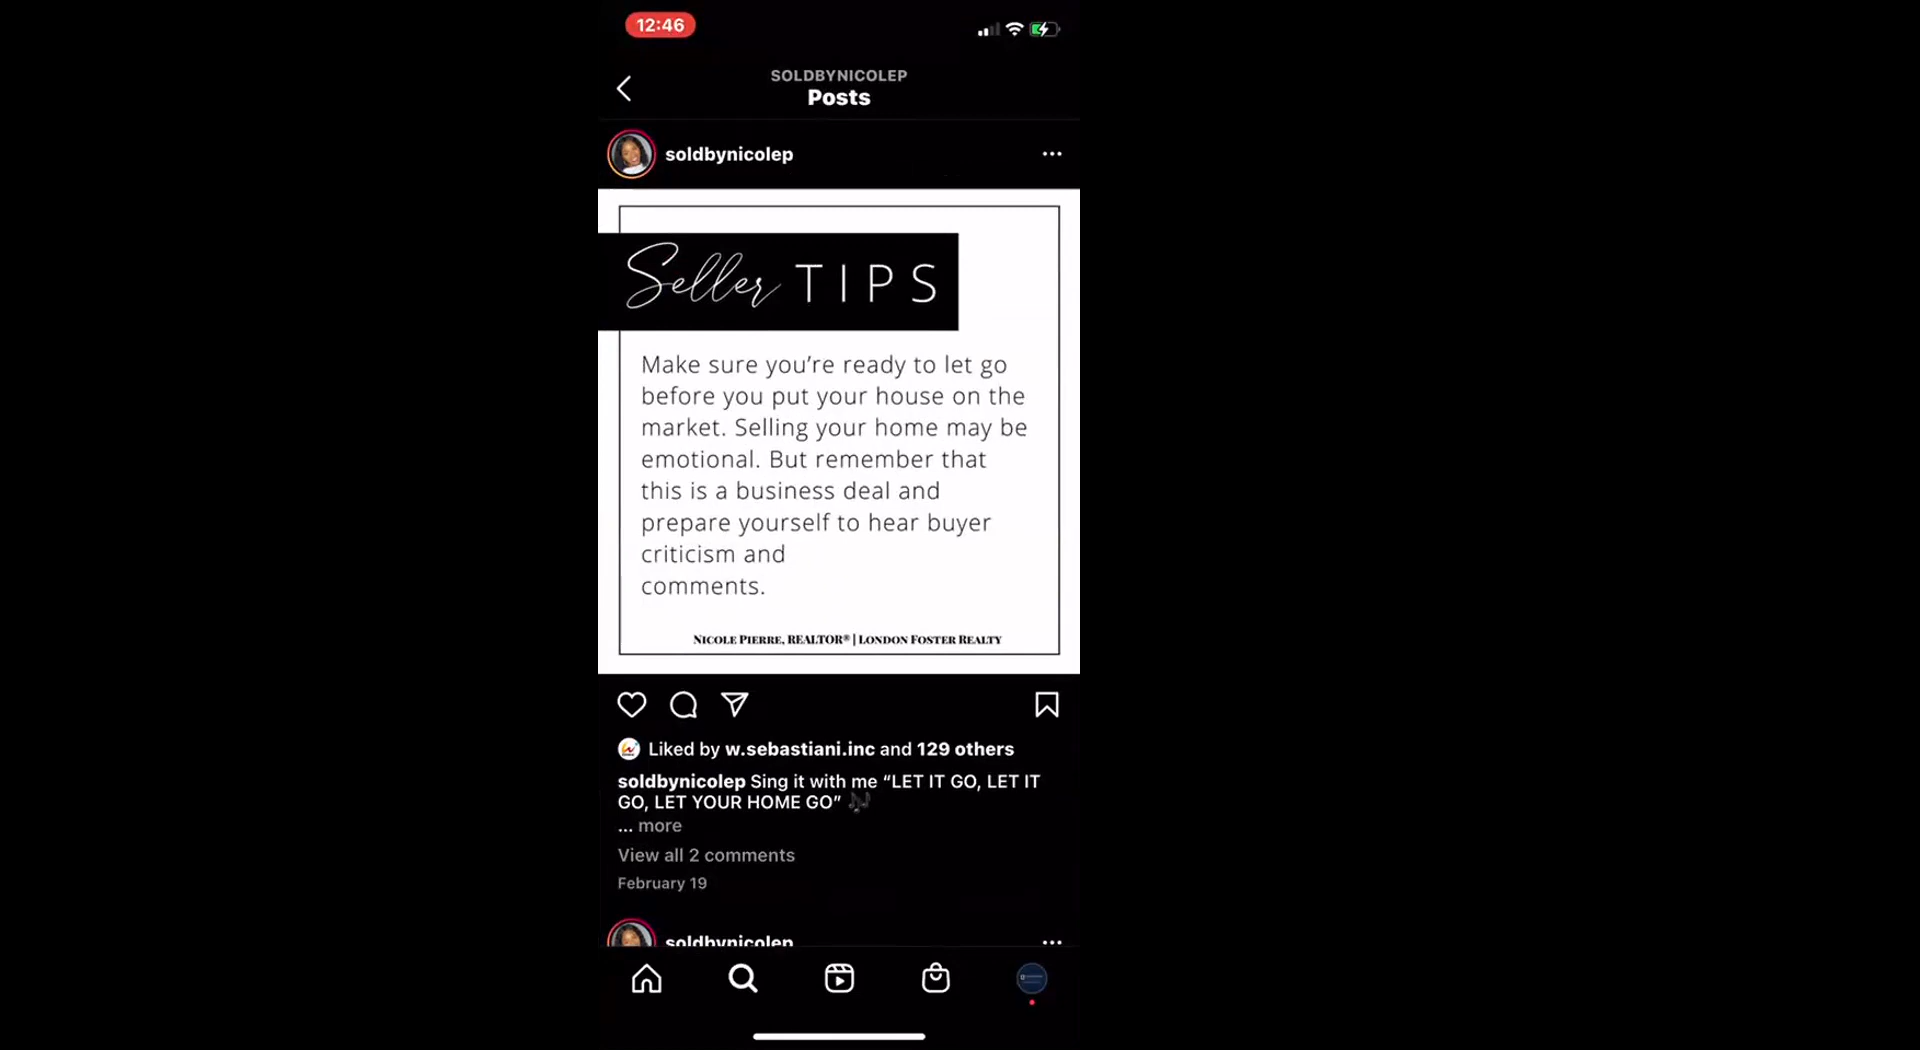 12:46
SOLDBYNICOLEP
Posts
soldbynicolep
Seller TIPS
Make sure you’re ready to let go
before you put your house on the
market. Selling your home may be
emotional. But remember that
this is a business deal and
prepare yourself to hear buyer
criticism and
comments.
NICOLE PIERRE, REALTOR® | LONDON FOSTER REALTY
Liked by w.sebastiani.inc and 129 others
soldbynicolep Sing it with me “LET IT GO, LET IT
GO, LET YOUR HOME GO” 🎶
... more
View all 2 comments
February 19
soldbynicolep